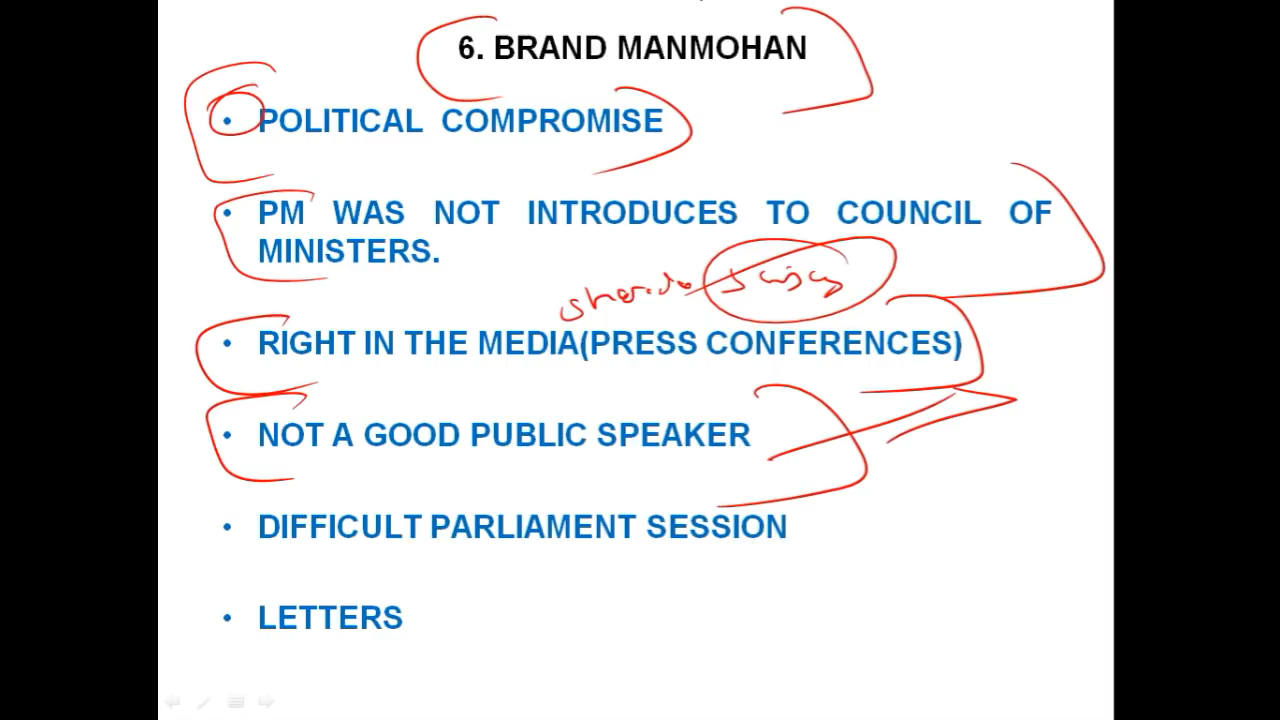 6. BRAND MANMOHAN
• POLITICAL COMPROMISE
• PM WAS NOT INTRODUCES TO COUNCIL OF
MINISTERS.
• RIGHT IN THE MEDIA(PRESS CONFERENCES)
• NOT A GOOD PUBLIC SPEAKER
• DIFFICULT PARLIAMENT SESSION
• LETTERS